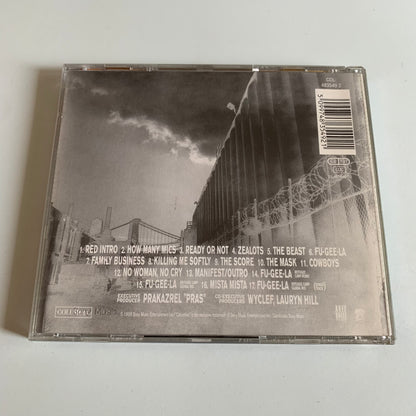 COL
483549 2
1. RED INTRO 2. HOW MANY MICS 3. READY OR NOT 4. ZEALOTS 5. THE BEAST 6. FU-GEE-LA
7. FAMILY BUSINESS 8. KILLING ME SOFTLY 9. THE SCORE 10. THE MASK 11. COWBOYS
12. NO WOMAN, NO CRY 13. MANIFEST/OUTRO 14. FU-GEE-LA
15. FU-GEE-LA 16. MISTA MISTA 17. FU-GEE-LA
EXECUTIVE PRODUCER PRAKAZREL "PRAS" CO-EXECUTIVE PRODUCERS WYCLEF, LAURYN HILL
COLUMBIA